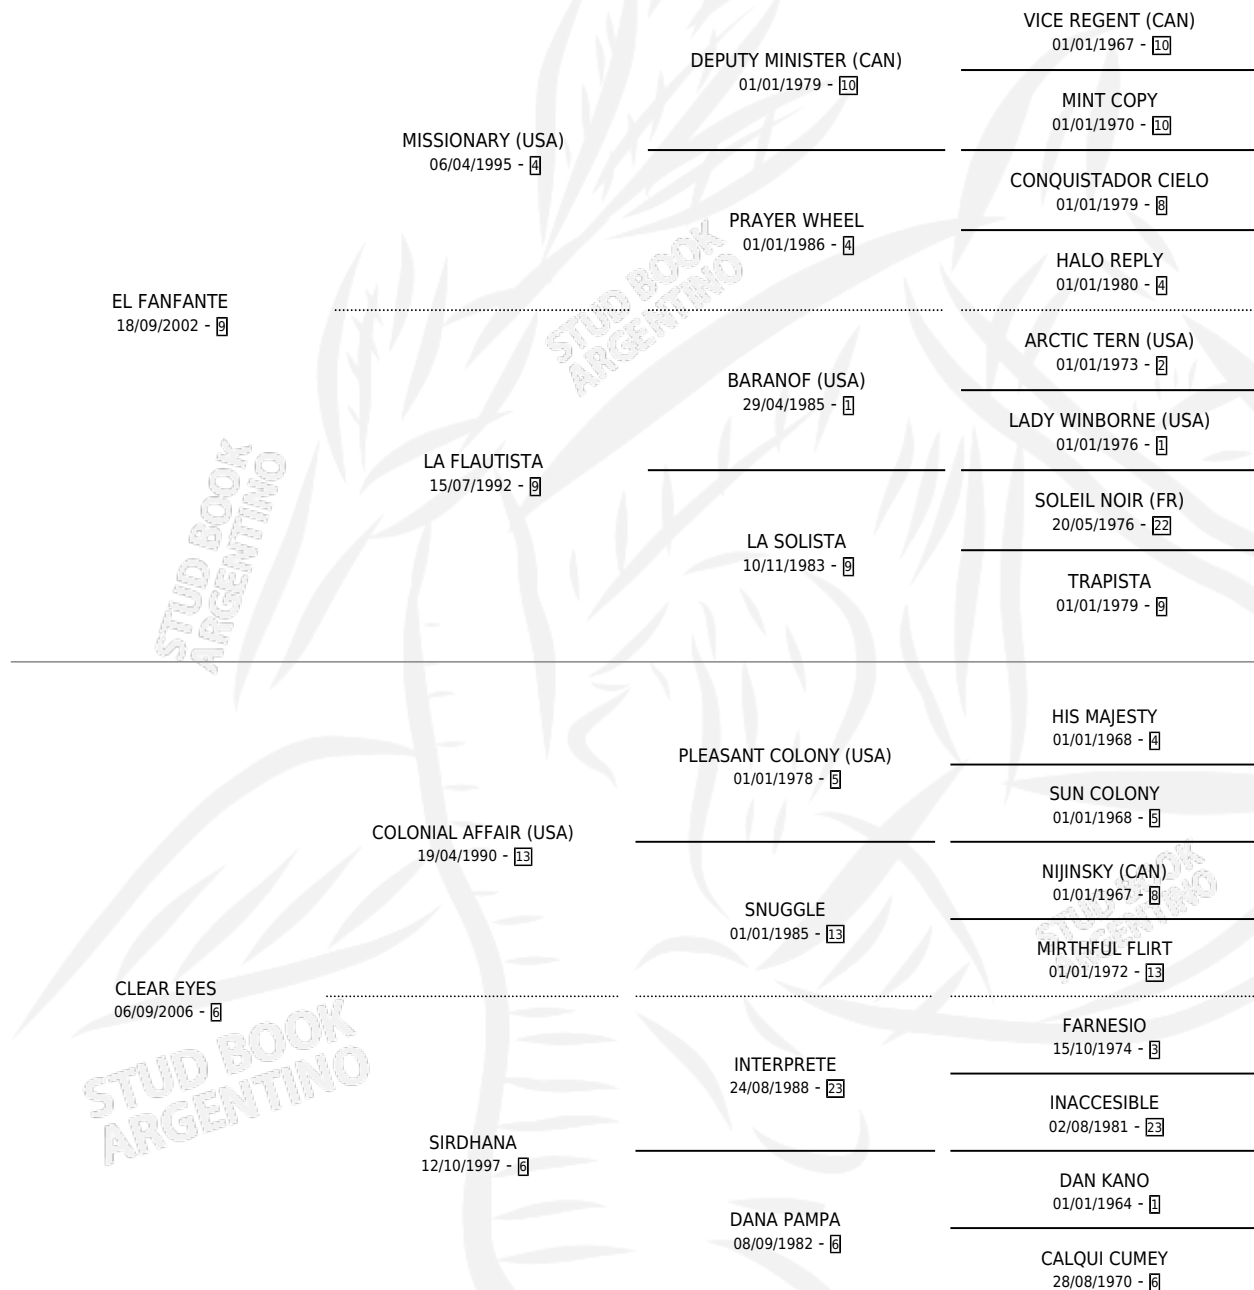 VICE REGENT (CAN)
01/01/1967 - 10
DEPUTY MINISTER (CAN)
01/01/1979 - 10
MINT COPY
01/01/1970 - 10
MISSIONARY (USA)
06/04/1995 - 4
CONQUISTADOR CIELO
01/01/1979 - 8
PRAYER WHEEL
01/01/1986 - 4
HALO REPLY
01/01/1980 - 4
EL FANFANTE
18/09/2002 - 9
ARCTIC TERN (USA)
01/01/1973 - 2
BARANOF (USA)
29/04/1985 - 1
LADY WINBORNE (USA)
01/01/1976 - 1
LA FLAUTISTA
15/07/1992 - 9
SOLEIL NOIR (FR)
20/05/1976 - 22
LA SOLISTA
10/11/1983 - 9
TRAPISTA
01/01/1979 - 9
HIS MAJESTY
01/01/1968 - 4
PLEASANT COLONY (USA)
01/01/1978 - 5
SUN COLONY
01/01/1968 - 5
COLONIAL AFFAIR (USA)
19/04/1990 - 13
NIJINSKY (CAN)
01/01/1967 - 8
SNUGGLE
01/01/1985 - 13
MIRTHFUL FLIRT
01/01/1972 - 13
CLEAR EYES
06/09/2006 - 6
FARNESIO
15/10/1974 - 3
INTERPRETE
24/08/1988 - 23
INACCESIBLE
02/08/1981 - 23
SIRDHANA
12/10/1997 - 6
DAN KANO
01/01/1964 - 1
DANA PAMPA
08/09/1982 - 6
CALQUI CUMEY
28/08/1970 - 6
STUD BOOK
ARGENTINO
STUD BOOK
ARGENTINO
STUD BOOK
ARGENTINO
STUD BOOK
ARGENTINO